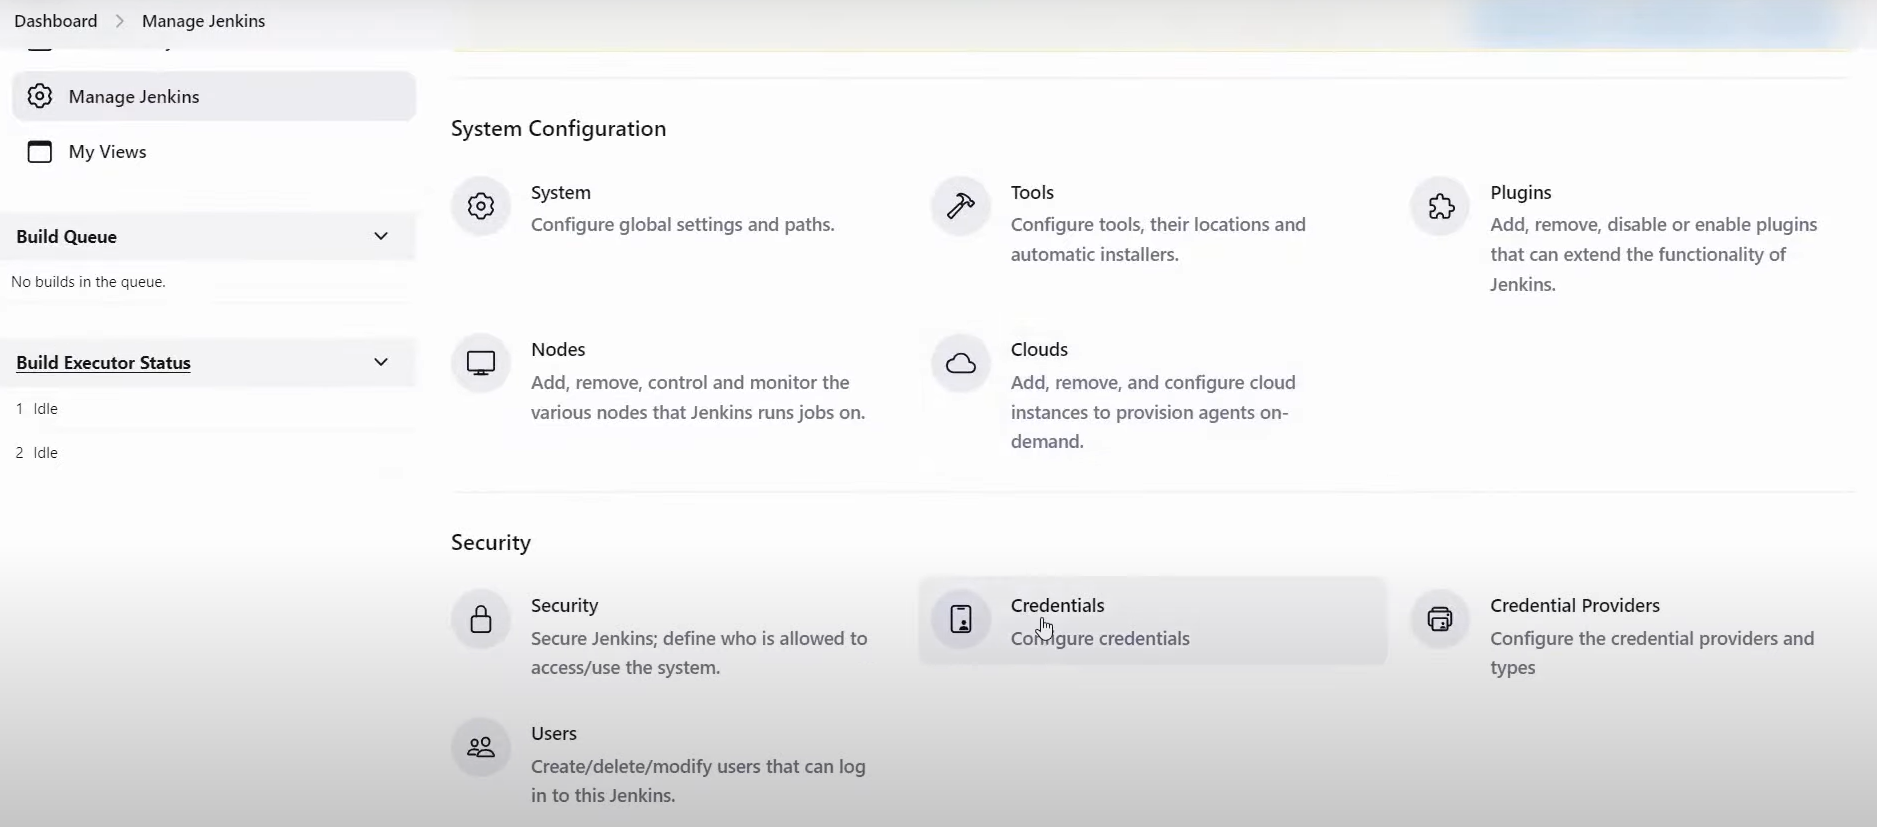 Dashboard > Manage Jenkins
Manage Jenkins
My Views
Build Queue
No builds in the queue.
Build Executor Status
1 Idle
2 Idle
System Configuration
System
Configure global settings and paths.
Tools
Configure tools, their locations and
automatic installers.
Plugins
Add, remove, disable or enable plugins
that can extend the functionality of
Jenkins.
Nodes
Add, remove, control and monitor the
various nodes that Jenkins runs jobs on.
Clouds
Add, remove, and configure cloud
instances to provision agents on-
demand.
Security
Security
Secure Jenkins; define who is allowed to
access/use the system.
Credentials
Configure credentials
Credential Providers
Configure the credential providers and
types
Users
Create/delete/modify users that can log
in to this Jenkins.